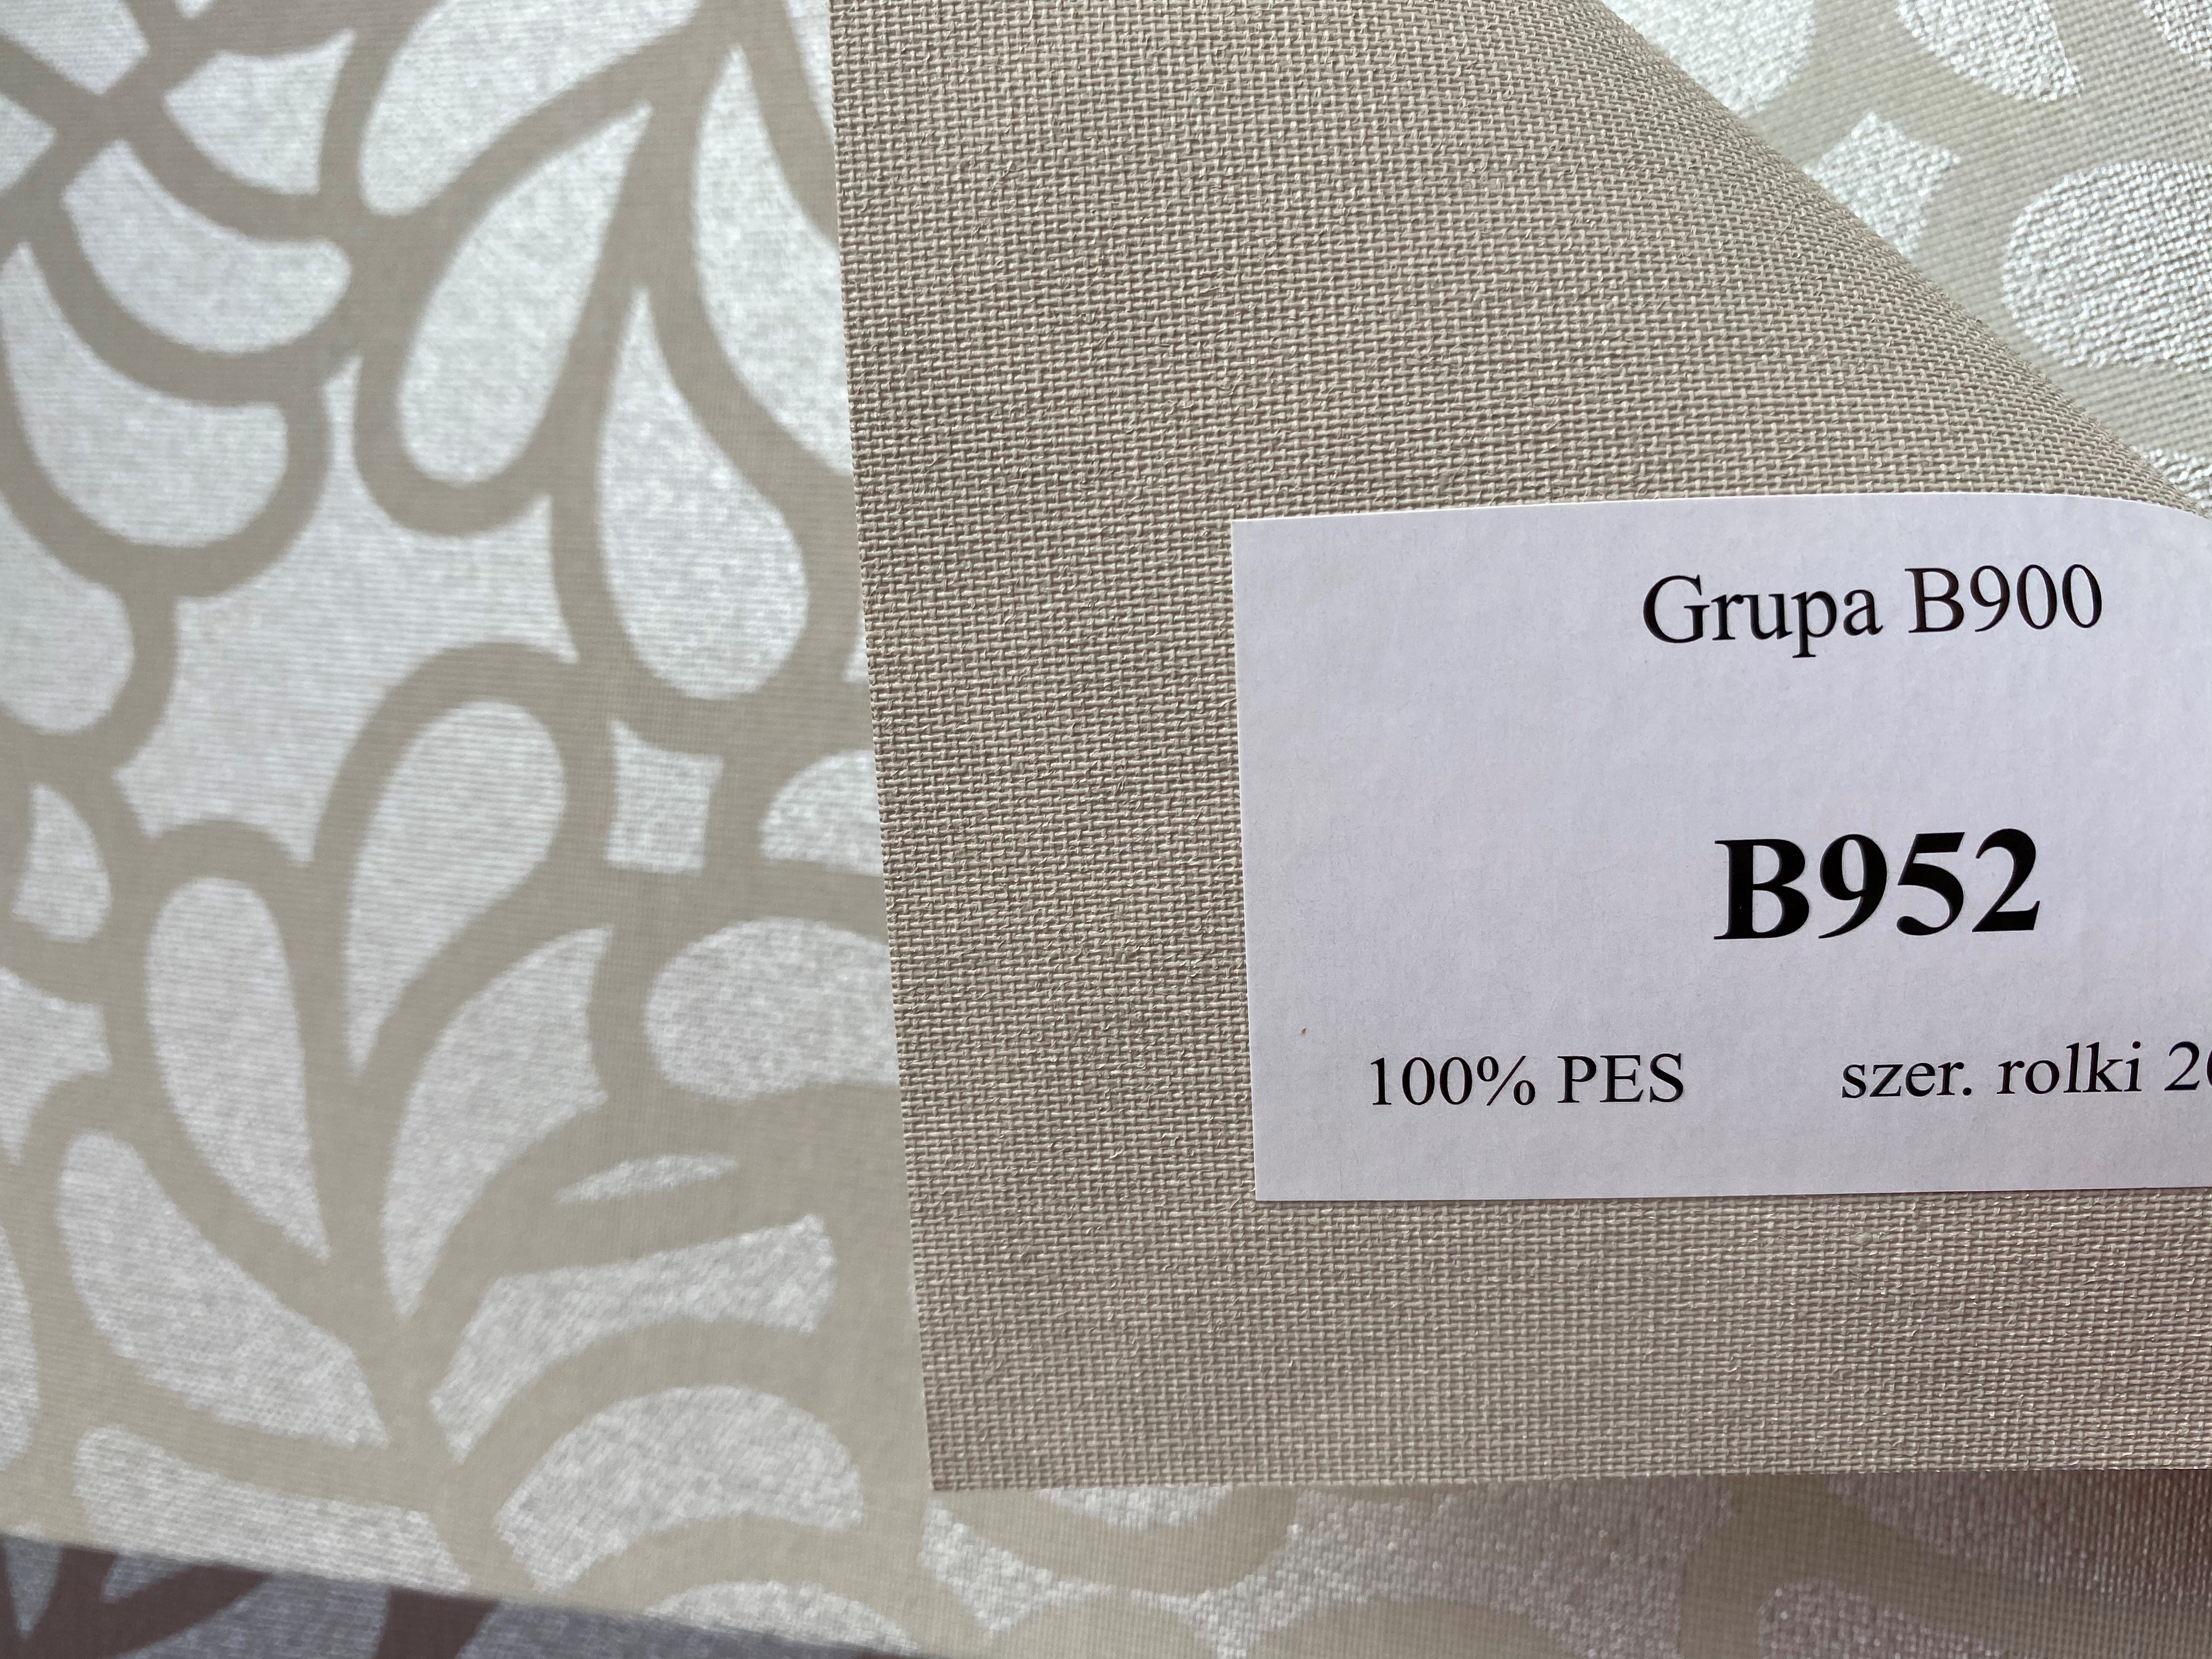 Grupa B900
B952
100% PES szer. rolki